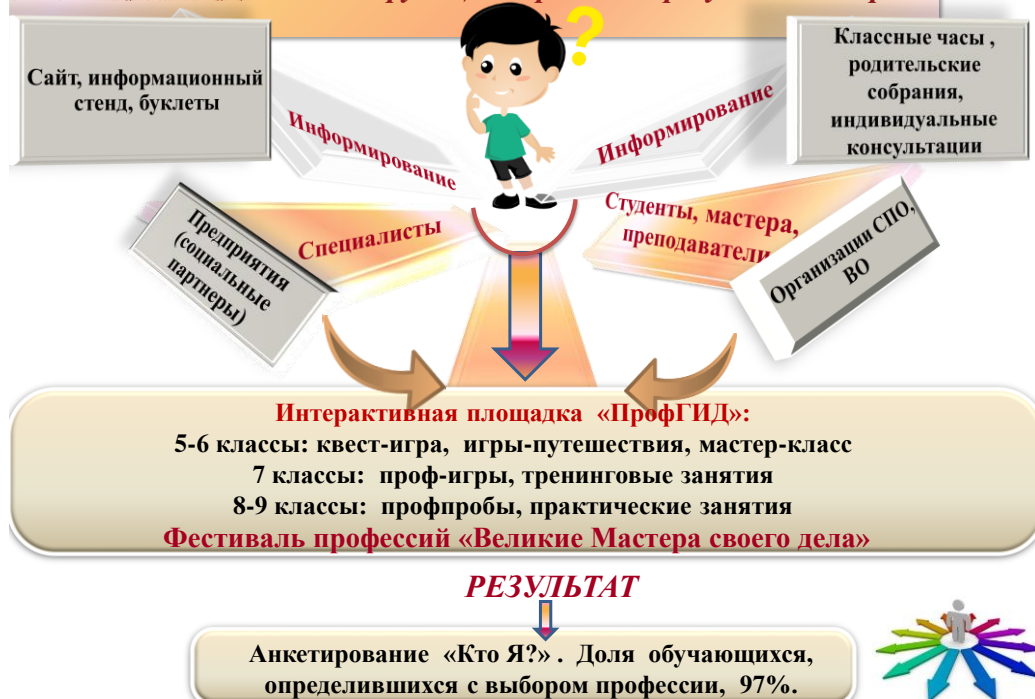 Сайт, информационный
стенд, буклеты
Классные часы ,
родительские
собрания,
индивидуальные
консультации
Информирование
Информирование
Предприятия
(социальные
партнеры)
Специалисты
Студенты, мастера,
преподаватели
Организации СПО,
ВО
?
Интерактивная площадка «ПрофГИД»:
5-6 классы: квест-игра, игры-путешествия, мастер-класс
7 классы: проф-игры, тренинговые занятия
8-9 классы: профпробы, практические занятия
Фестиваль профессий «Великие Мастера своего дела»
РЕЗУЛЬТАТ
Анкетирование «Кто Я?» . Доля обучающихся,
определившихся с выбором профессии, 97%.